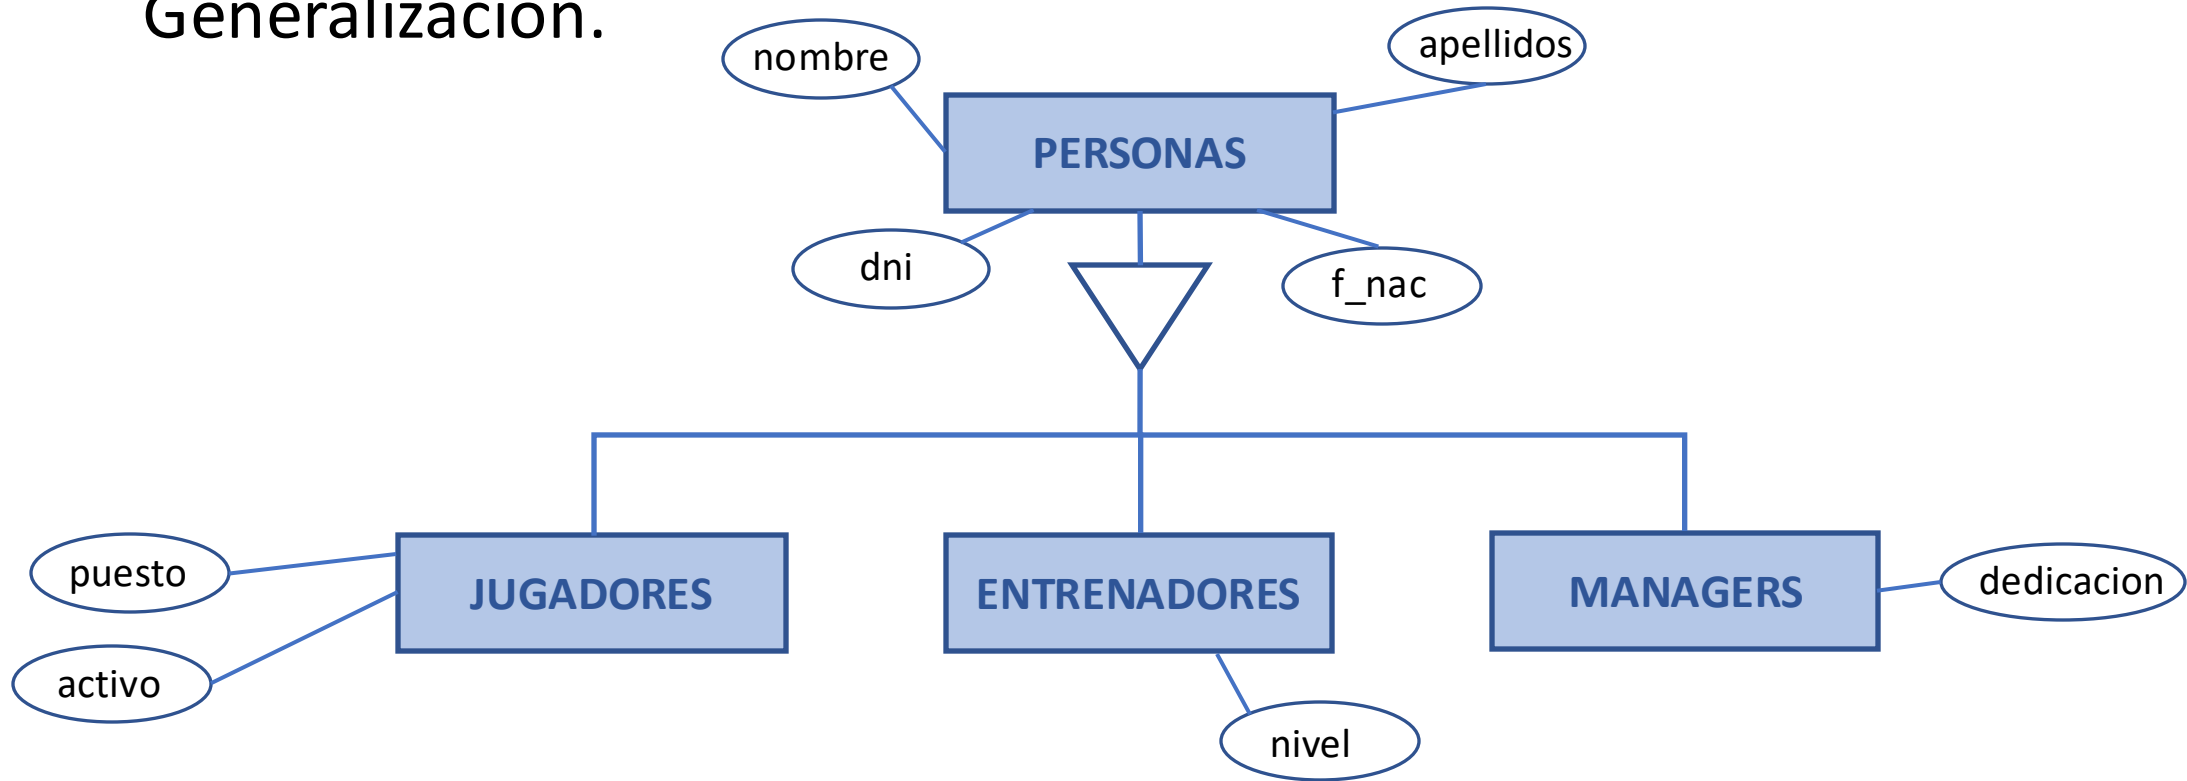 Generalización.
nombre
apellidos
PERSONAS
dni
f_nac
puesto
JUGADORES
ENTRENADORES
MANAGERS
dedicacion
activo
nivel